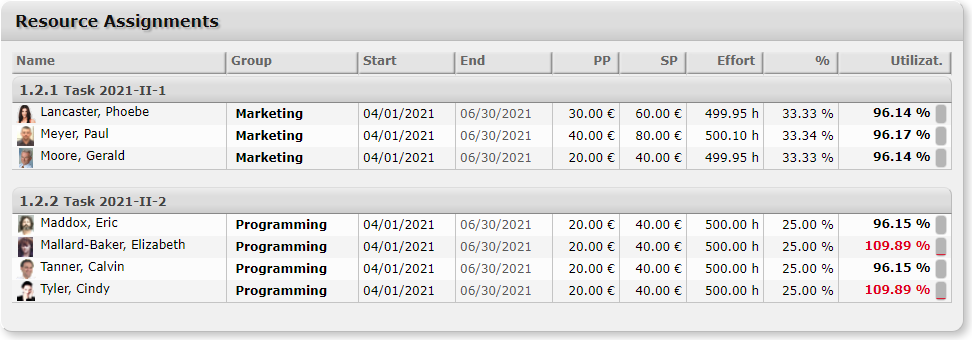 Resource Assignments
Name Group Start End PP SP Effort % Utilizat.
1.2.1 Task 2021-II-1
Lancaster, Phoebe Marketing 04/01/2021 06/30/2021 30.00 € 60.00 € 499.95 h 33.33 % 96.14 %
Meyer, Paul Marketing 04/01/2021 06/30/2021 40.00 € 80.00 € 500.10 h 33.34 % 96.17 %
Moore, Gerald Marketing 04/01/2021 06/30/2021 20.00 € 40.00 € 499.95 h 33.33 % 96.14 %
1.2.2 Task 2021-II-2
Maddox, Eric Programming 04/01/2021 06/30/2021 20.00 € 40.00 € 500.00 h 25.00 % 96.15 %
Mallard-Baker, Elizabeth Programming 04/01/2021 06/30/2021 20.00 € 40.00 € 500.00 h 25.00 % 109.89 %
Tanner, Calvin Programming 04/01/2021 06/30/2021 20.00 € 40.00 € 500.00 h 25.00 % 96.15 %
Tyler, Cindy Programming 04/01/2021 06/30/2021 20.00 € 40.00 € 500.00 h 25.00 % 109.89 %